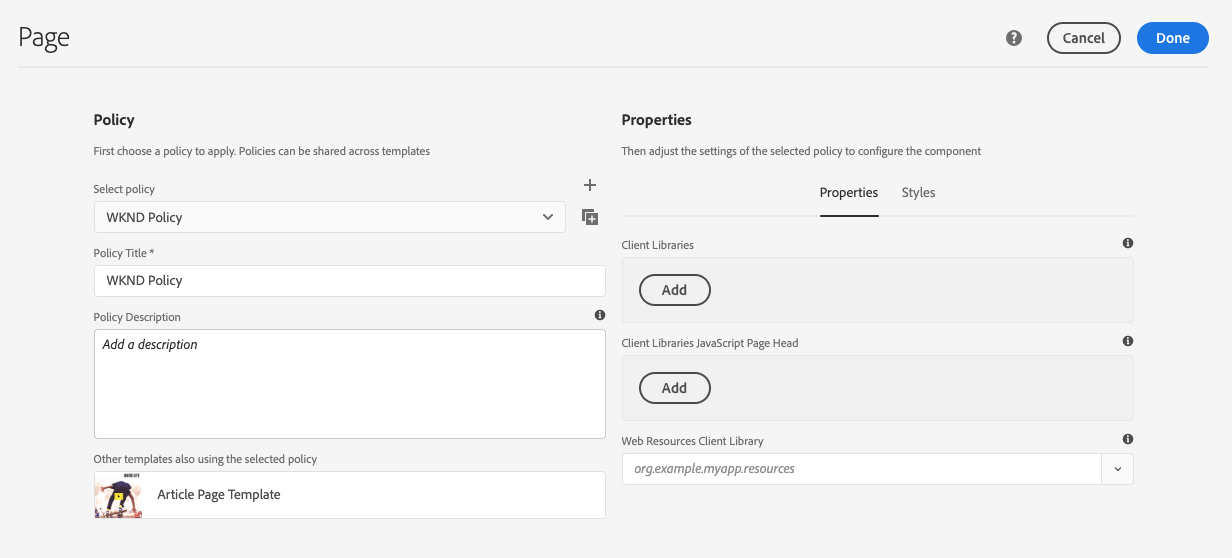 Page
Cancel
Done
Policy
First choose a policy to apply. Policies can be shared across templates
Select policy
WKND Policy
Policy Title *
WKND Policy
Policy Description
Add a description
Other templates also using the selected policy
Article Page Template
Properties
Then adjust the settings of the selected policy to configure the component
Properties Styles
Client Libraries
Add
Client Libraries JavaScript Page Head
Add
Web Resources Client Library
org.example.myapp.resources